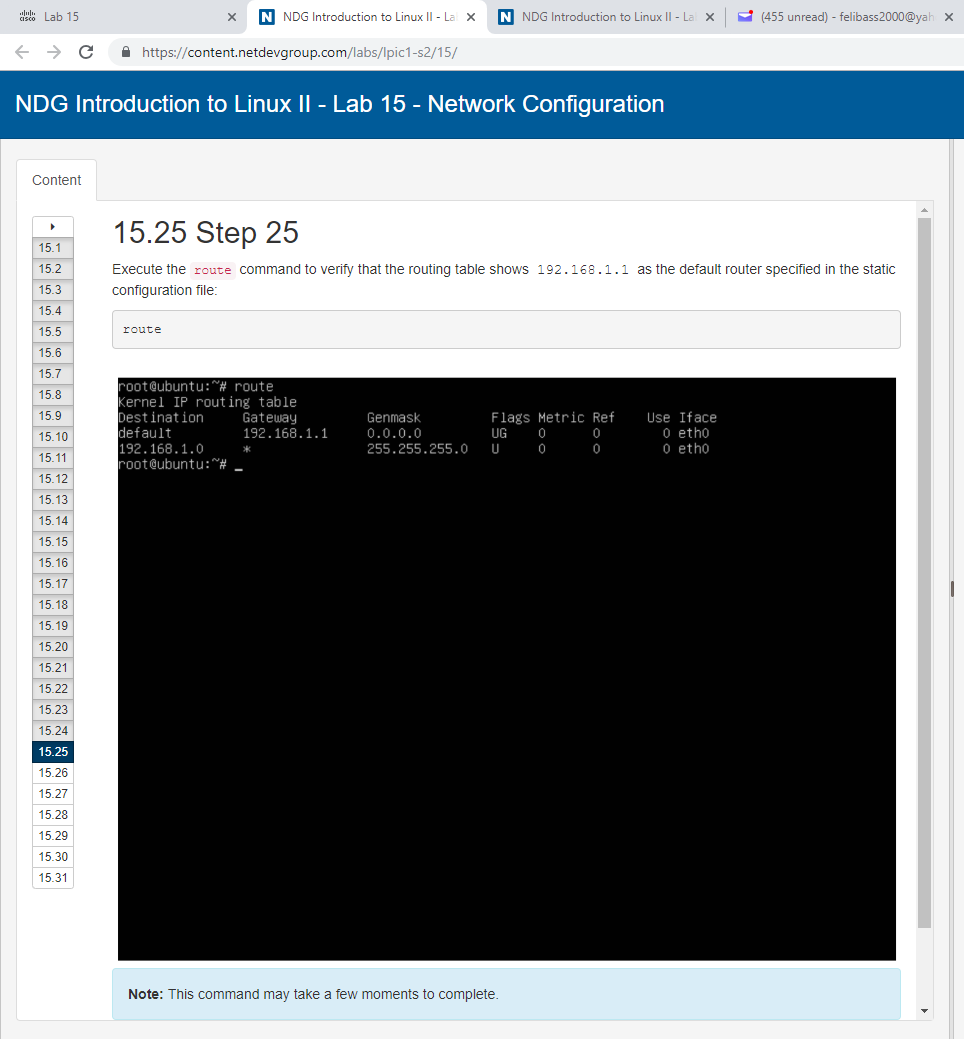 Lab 15
NDG Introduction to Linux II - La
NDG Introduction to Linux II - La
(455 unread) - felibass2000@yah
https://content.netdevgroup.com/labs/lpic1-s2/15/
NDG Introduction to Linux II - Lab 15 - Network Configuration
Content
15.1
15.2
15.3
15.4
15.5
15.6
15.7
15.8
15.9
15.10
15.11
15.12
15.13
15.14
15.15
15.16
15.17
15.18
15.19
15.20
15.21
15.22
15.23
15.24
15.25
15.26
15.27
15.28
15.29
15.30
15.31
15.25 Step 25
Execute the route command to verify that the routing table shows 192.168.1.1 as the default router specified in the static
configuration file:
route
root@ubuntu:~# route
Kernel IP routing table
Destination Gateway Genmask Flags Metric Ref Use Iface
default 192.168.1.1 0.0.0.0 UG 0 0 0 eth0
192.168.1.0 * 255.255.255.0 U 0 0 0 eth0
root@ubuntu:~# _
Note: This command may take a few moments to complete.